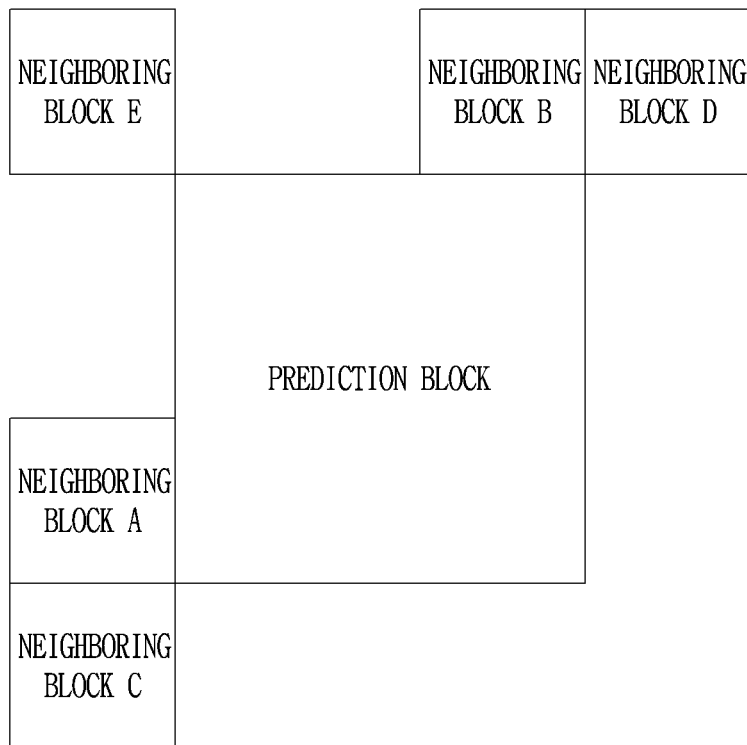 NEIGHBORING
BLOCK E
NEIGHBORING
BLOCK B
NEIGHBORING
BLOCK D
PREDICTION BLOCK
NEIGHBORING
BLOCK A
NEIGHBORING
BLOCK C